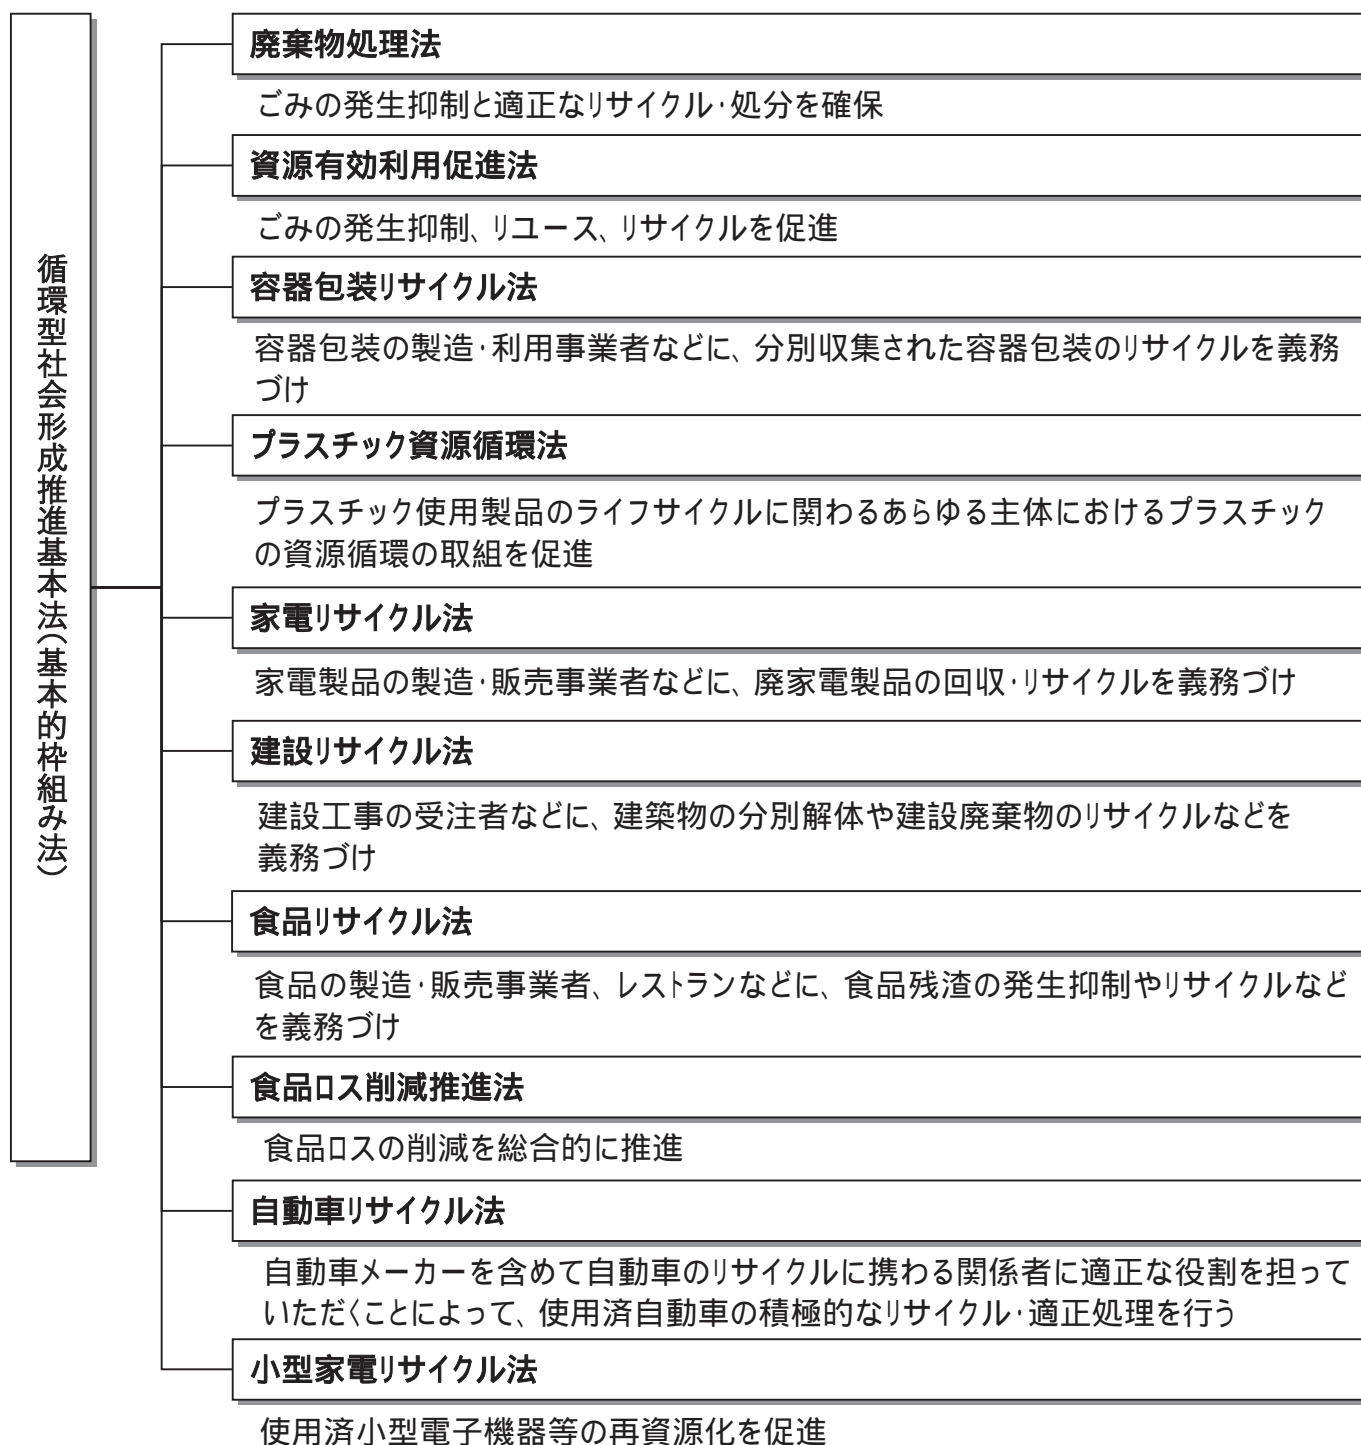 循環型社会形成推進基本法（基本的枠組み法）
廃棄物処理法
ごみの発生抑制と適正なリサイクル・処分を確保
資源有効利用促進法
ごみの発生抑制、リユース、リサイクルを促進
容器包装リサイクル法
容器包装の製造・利用事業者などに、分別収集された容器包装のリサイクルを義務
づけ
プラスチック資源循環法
プラスチック使用製品のライフサイクルに関わるあらゆる主体におけるプラスチック
の資源循環の取組を促進
家電リサイクル法
家電製品の製造・販売事業者などに、廃家電製品の回収・リサイクルを義務づけ
建設リサイクル法
建設工事の受注者などに、建築物の分別解体や建設廃棄物のリサイクルなどを
義務づけ
食品リサイクル法
食品の製造・販売事業者、レストランなどに、食品残渣の発生抑制やリサイクルなど
を義務づけ
食品ロス削減推進法
食品ロスの削減を総合的に推進
自動車リサイクル法
自動車メーカーを含めて自動車のリサイクルに携わる関係者に適正な役割を担って
いただくことによって、使用済自動車の積極的なリサイクル・適正処理を行う
小型家電リサイクル法
使用済小型電子機器等の再資源化を促進